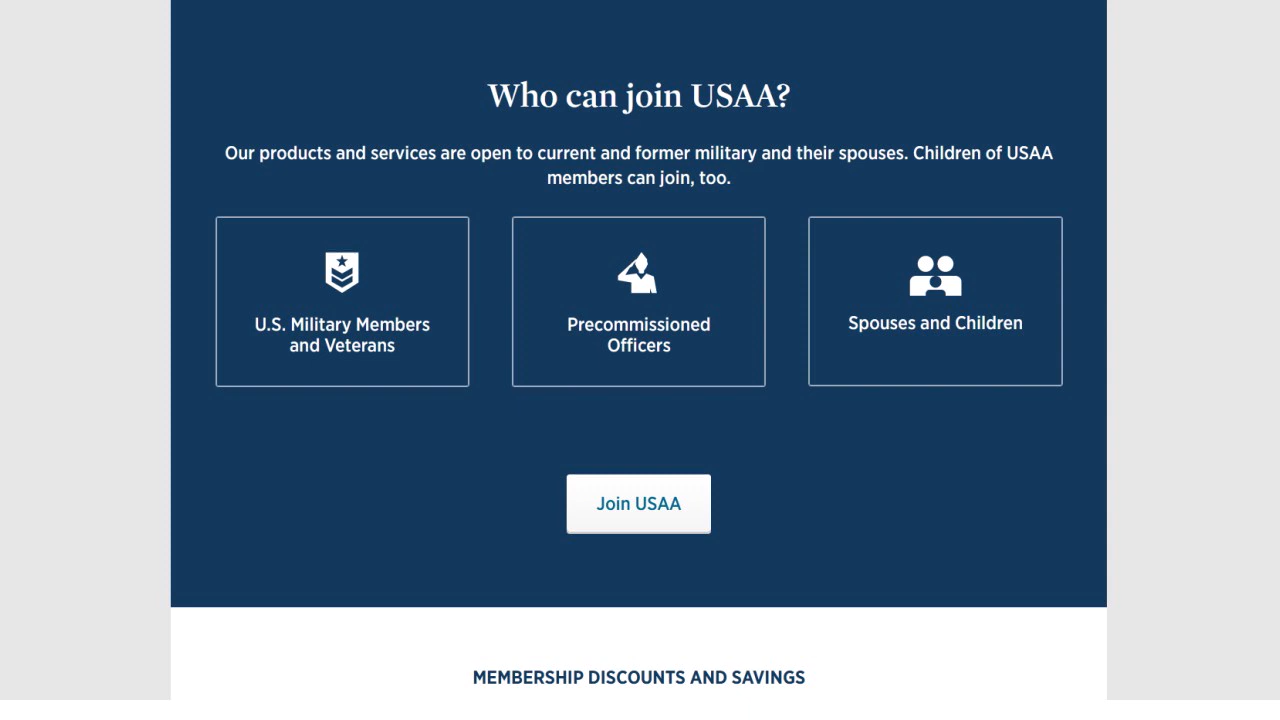 Who can join USAA?
Our products and services are open to current and former military and their spouses. Children of USAA
members can join, too.
U.S. Military Members
and Veterans
Precommissioned
Officers
Spouses and Children
Join USAA
MEMBERSHIP DISCOUNTS AND SAVINGS